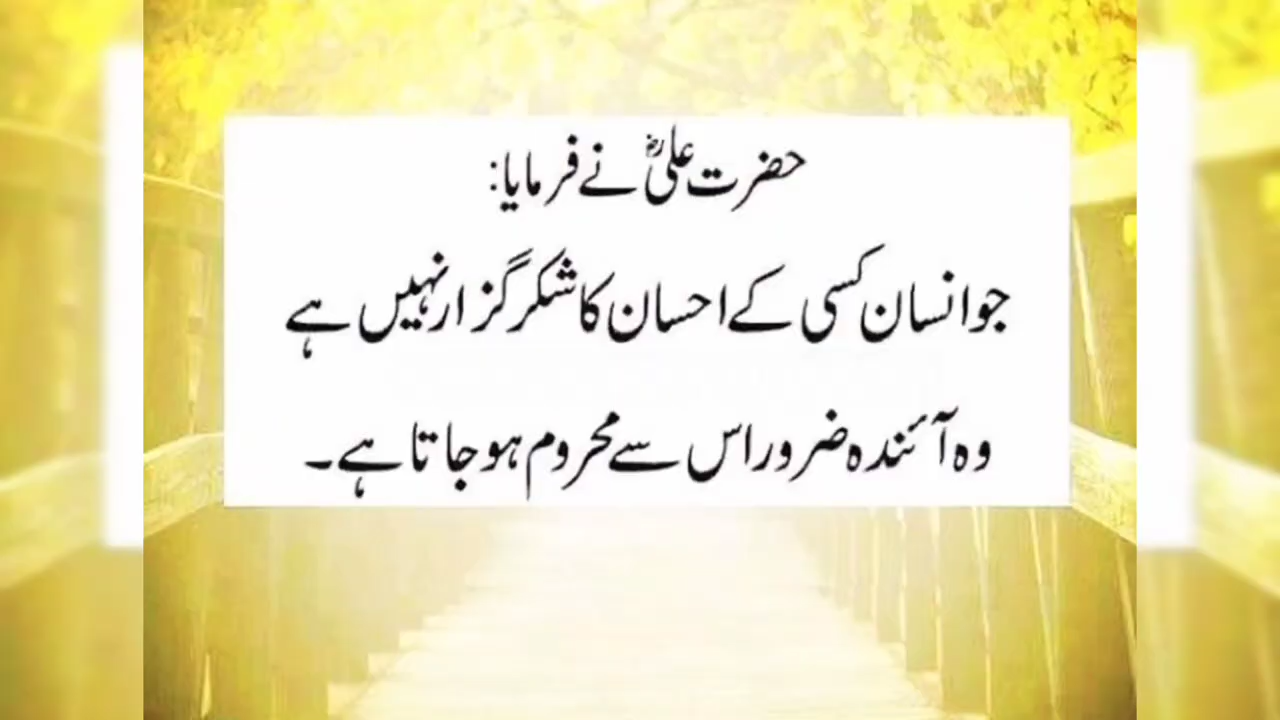 حضرت علیؓ نے فرمایا:
جو انسان کسی کے احسان کا شکر گزار نہیں ہے
وہ آئندہ ضرور اس سے محروم ہو جاتا ہے۔